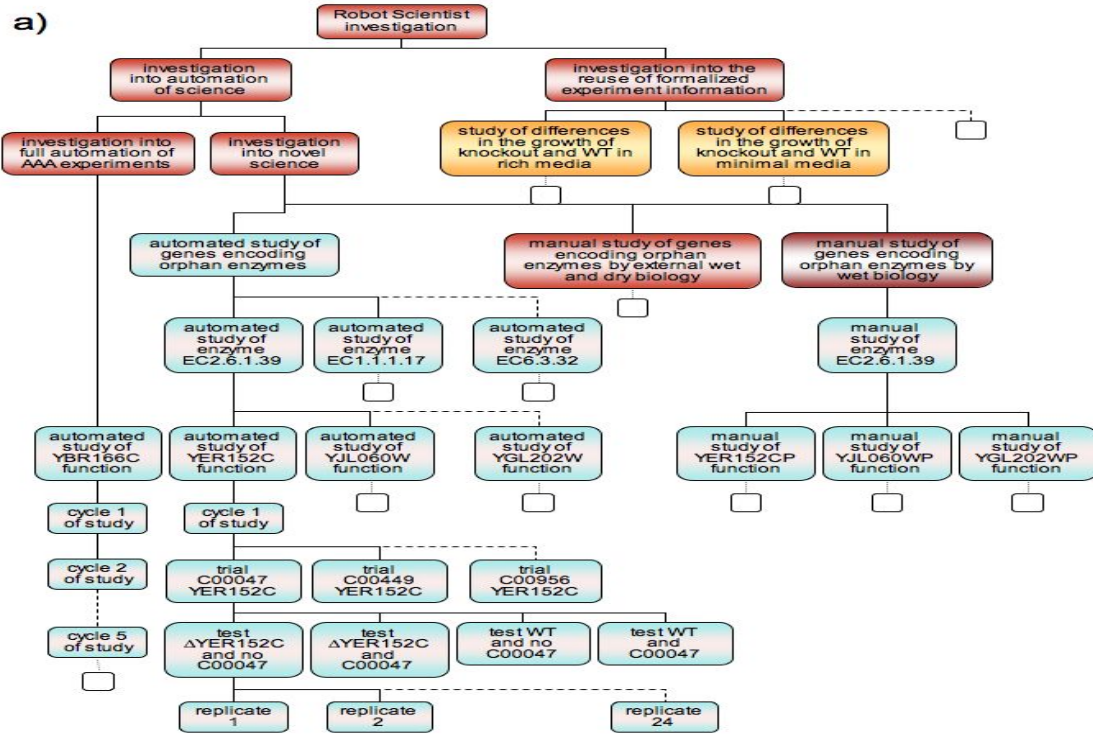 a)
Robot Scientist
investigation
investigation
into automation
of science
investigation into the
reuse of formalized
experiment information
investigation into
full automation of
AAA experiments
investigation
into novel
science
study of differences
in the growth of
knockout and WT in
rich media
study of differences
in the growth of
knockout and WT in
minimal media
automated study of
genes encoding
orphan enzymes
manual study of genes
encoding orphan
enzymes by external wet
and dry biology
manual study of
genes encoding
orphan enzymes by
wet biology
automated
study of
enzyme
EC2.6.1.39
automated
study of
enzyme
EC1.1.1.17
automated
study of
enzyme
EC6.3.32
manual
study of
enzyme
EC2.6.1.39
automated
study of
YBR166C
function
automated
study of
YER152C
function
automated
study of
YJL060W
function
automated
study of
YGL202W
function
manual
study of
YER152CP
function
manual
study of
YJL060WP
function
manual
study of
YGL202WP
function
cycle 1
of study
cycle 1
of study
cycle 2
of study
trial
C00047
YER152C
trial
C00449
YER152C
trial
C00956
YER152C
cycle 5
of study
test
ΔYER152C
and no
C00047
test
ΔYER152C
and
C00047
test WT
and no
C00047
test WT
and
C00047
replicate
1
replicate
2
replicate
24